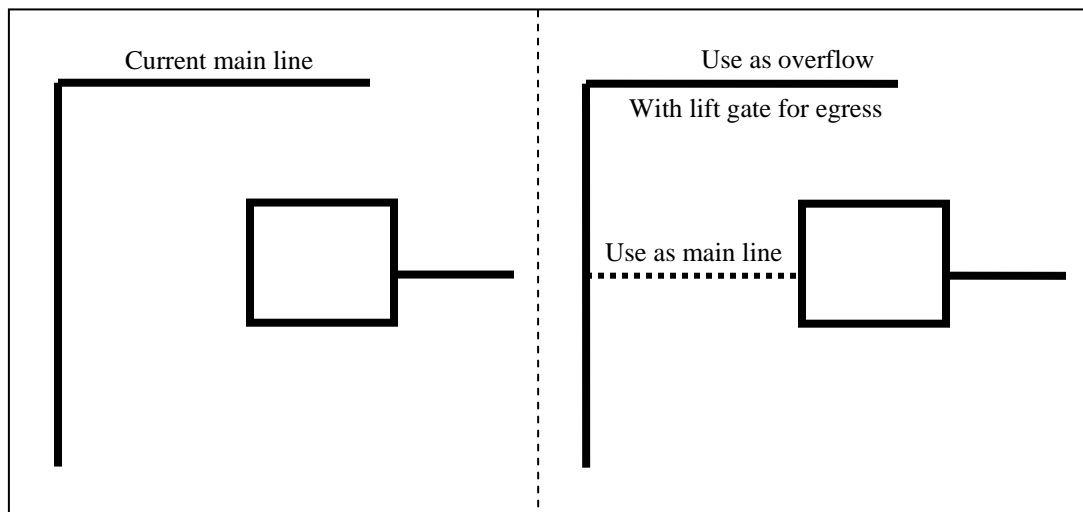 Current main line
Use as overflow
With lift gate for egress
Use as main line